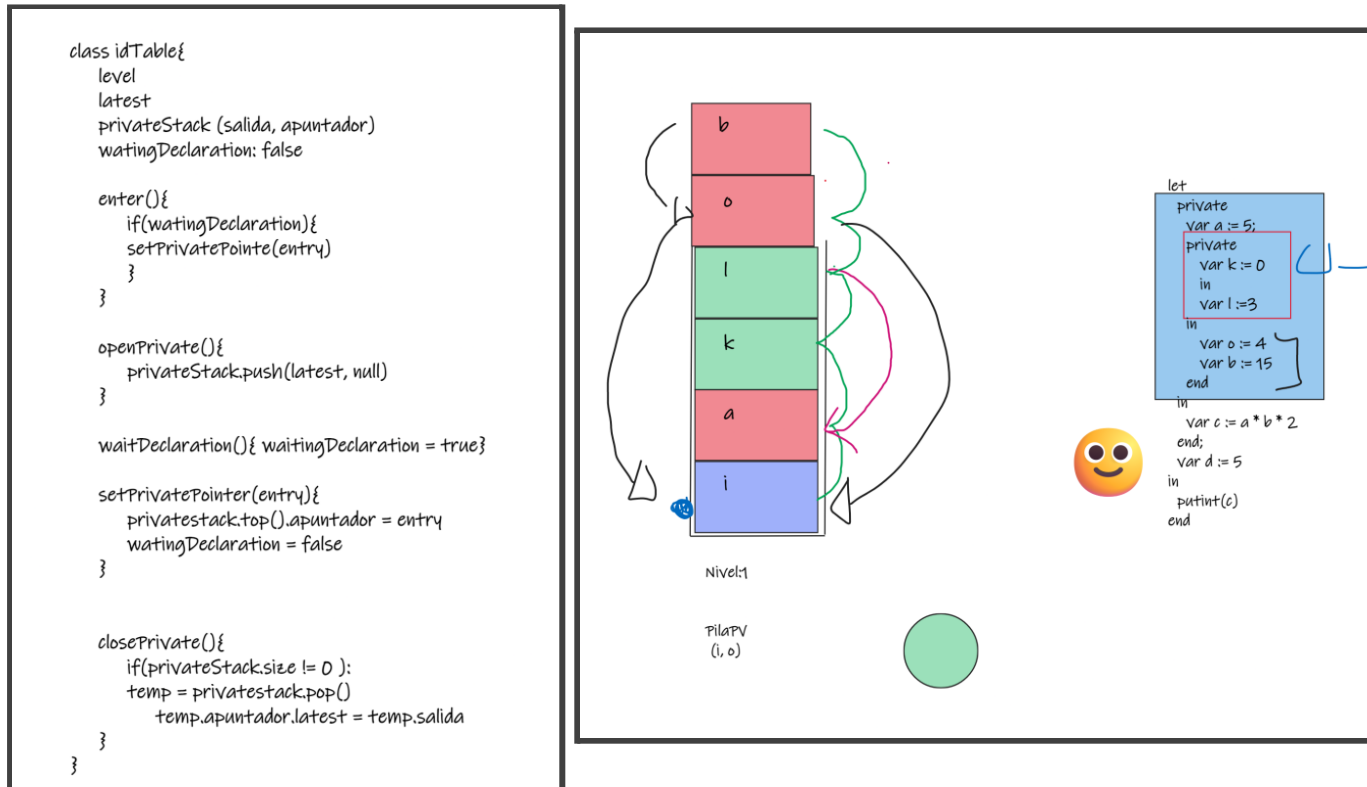 class idTable{
level
latest
privateStack (salida, apuntador)
watingDeclaration: false
enter(){
if(watingDeclaration){
setPrivatePointe(entry)
}
}
openPrivate(){
privateStack.push(latest, null)
}
waitDeclaration(){ waitingDeclaration = true}
setPrivatePointer(entry){
privatestack.top().apuntador = entry
watingDeclaration = false
}
closePrivate(){
if(privateStack.size != 0 ):
temp = privatestack.pop()
temp.apuntador.latest = temp.salida
}
}
b
o
l
k
a
i
Nivel:1
PilaPV
(i, o)
let
private
var a := 5;
private
var k := 0
in
var l :=3
in
var o := 4
var b := 15
end
in
var c := a * b * 2
end;
var d := 5
in
putint(c)
end